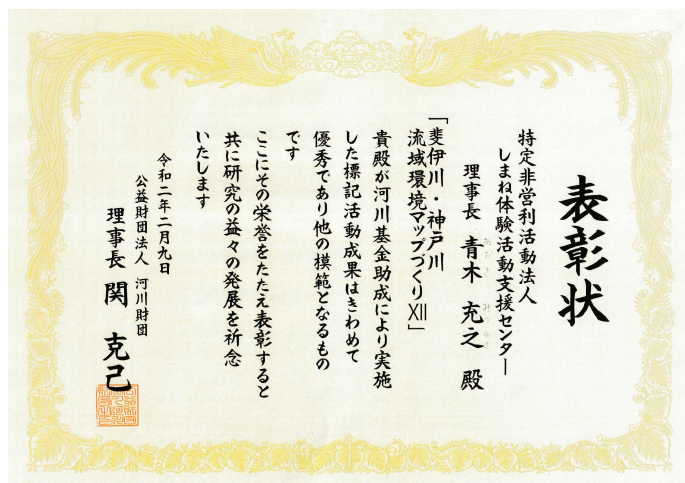 表彰状
特定非営利活動法人
しまね体験活動支援センター
理事長 青木 充之 殿
「斐伊川・神戸川
流域環境マップづくりⅫ」
貴殿が河川基金助成により実施
した標記活動成果はきわめて
優秀であり他の模範となるもの
です
ここにその栄誉をたたえ表彰すると
共に研究の益々の発展を祈念
いたします
令和二年二月九日
公益財団法人 河川財団
理事長 関 克己